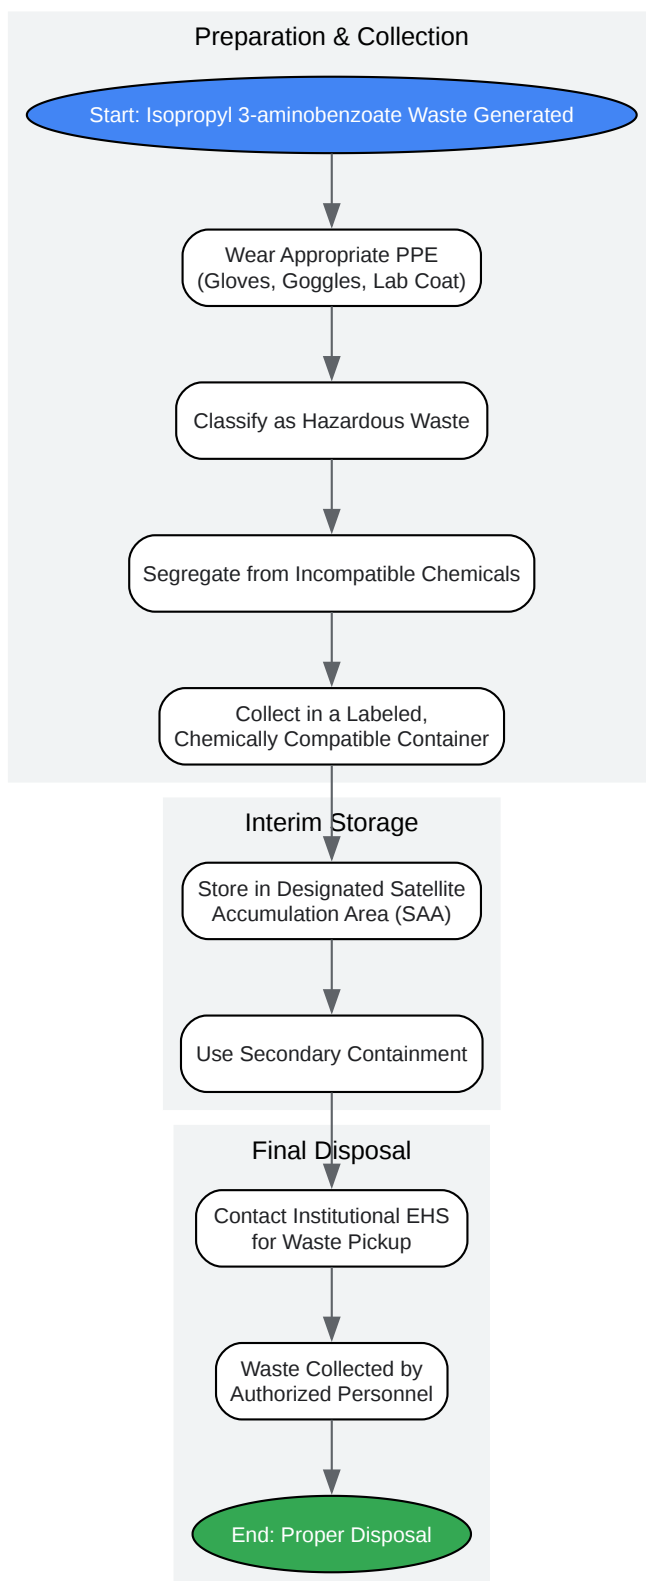 Preparation & Collection
Start: Isopropyl 3-aminobenzoate Waste Generated
Wear Appropriate PPE
(Gloves, Goggles, Lab Coat)
Classify as Hazardous Waste
Segregate from Incompatible Chemicals
Collect in a Labeled,
Chemically Compatible Container
Interim Storage
Store in Designated Satellite
Accumulation Area (SAA)
Use Secondary Containment
Final Disposal
Contact Institutional EHS
for Waste Pickup
Waste Collected by
Authorized Personnel
End: Proper Disposal